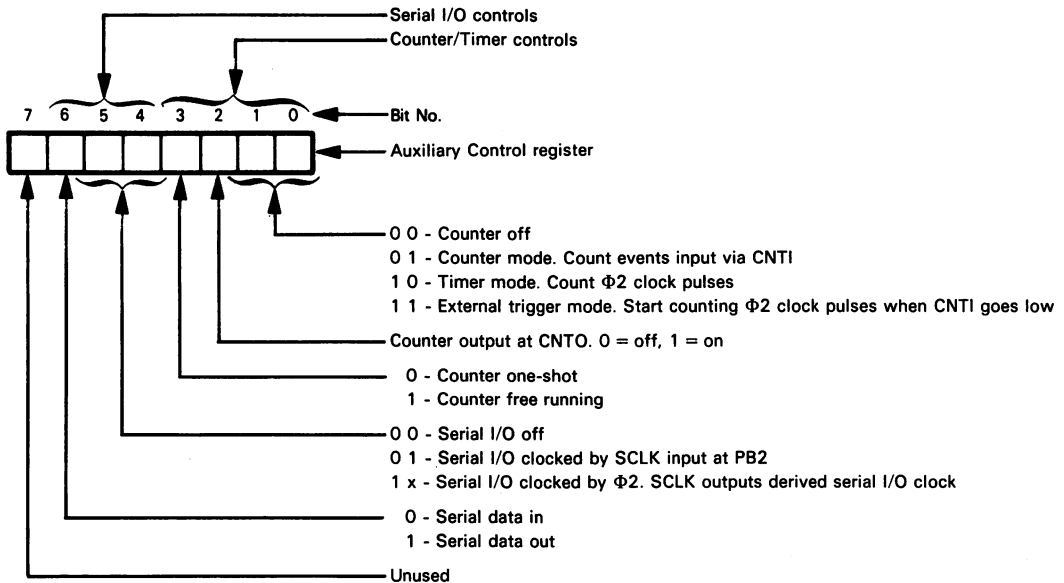 Serial I/O controls
Counter/Timer controls
7 6 5 4 3 2 1 0
Bit No.
Auxiliary Control register
0 0 - Counter off
0 1 - Counter mode. Count events input via CNTI
1 0 - Timer mode. Count Φ2 clock pulses
1 1 - External trigger mode. Start counting Φ2 clock pulses when CNTI goes low
Counter output at CNTO. 0 = off, 1 = on
0 - Counter one-shot
1 - Counter free running
0 0 - Serial I/O off
0 1 - Serial I/O clocked by SCLK input at PB2
1 x - Serial I/O clocked by Φ2. SCLK outputs derived serial I/O clock
0 - Serial data in
1 - Serial data out
Unused